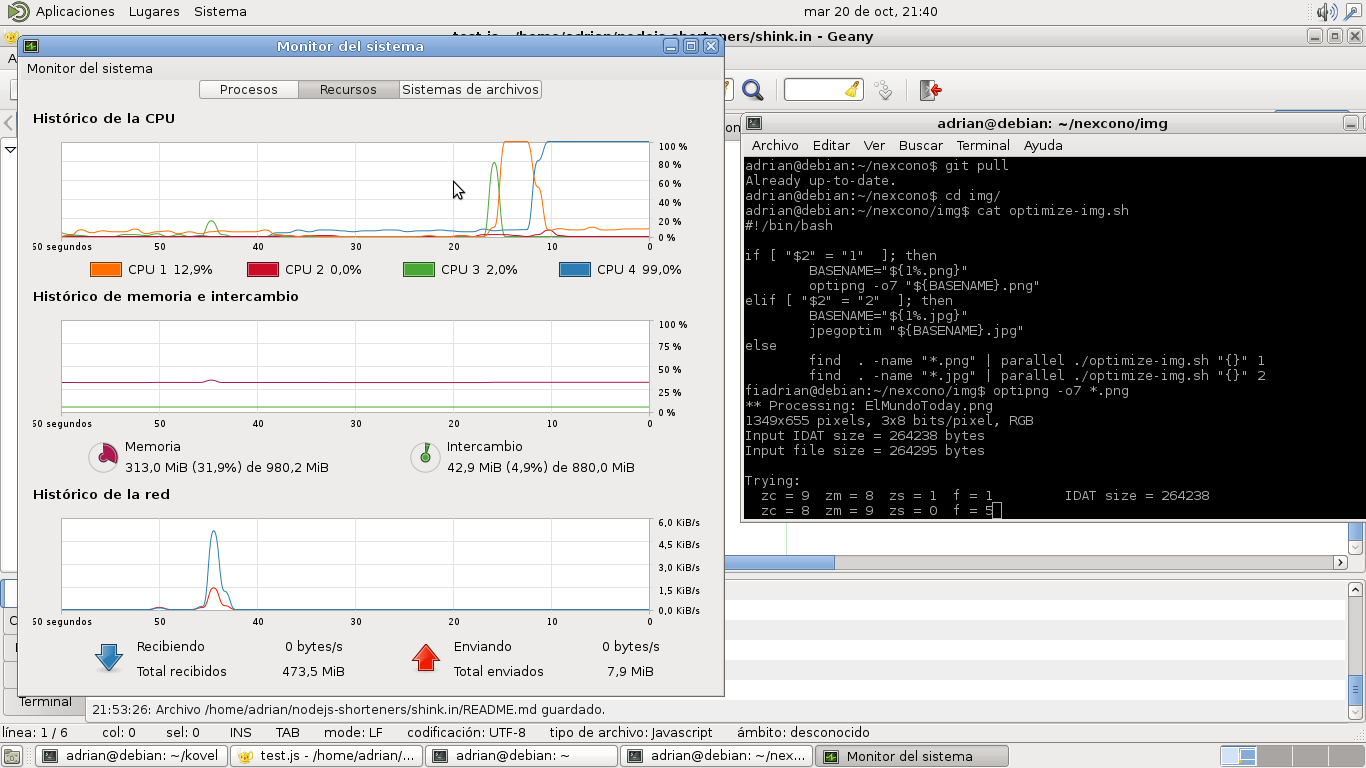 Aplicaciones Lugares Sistema mar 20 de oct, 21:40
test.js - /home/adrian/nodejs-shorteners/shink.in - Geany
Monitor del sistema
Monitor del sistema
Procesos Recursos Sistemas de archivos
Histórico de la CPU
100 %
80 %
60 %
40 %
20 %
0 %
60 segundos 50 40 30 20 10 0
CPU 1 12,9% CPU 2 0,0% CPU 3 2,0% CPU 4 99,0%
Histórico de memoria e intercambio
100 %
75 %
50 %
25 %
0 %
60 segundos 50 40 30 20 10 0
Memoria
313,0 MiB (31,9%) de 980,2 MiB
Intercambio
42,9 MiB (4,9%) de 880,0 MiB
Histórico de la red
6,0 KiB/s
4,5 KiB/s
3,0 KiB/s
1,5 KiB/s
0,0 KiB/s
60 segundos 50 40 30 20 10 0
Recibiendo 0 bytes/s
Total recibidos 473,5 MiB
Enviando 0 bytes/s
Total enviados 7,9 MiB
adrian@debian: ~/nexcono/img
Archivo Editar Ver Buscar Terminal Ayuda
adrian@debian:~/nexcono$ git pull
Already up-to-date.
adrian@debian:~/nexcono$ cd img/
adrian@debian:~/nexcono/img$ cat optimize-img.sh
#!/bin/bash
if [ "$2" = "1" ]; then
BASENAME="${1%.png}"
optipng -o7 "${BASENAME}.png"
elif [ "$2" = "2" ]; then
BASENAME="${1%.jpg}"
jpegoptim "${BASENAME}.jpg"
else
find . -name "*.png" | parallel ./optimize-img.sh "{}" 1
find . -name "*.jpg" | parallel ./optimize-img.sh "{}" 2
fiadrian@debian:~/nexcono/img$ optipng -o7 *.png
** Processing: ElMundoToday.png
1349x655 pixels, 3x8 bits/pixel, RGB
Input IDAT size = 264238 bytes
Input file size = 264295 bytes
Trying:
zc = 9 zm = 8 zs = 1 f = 1 IDAT size = 264238
zc = 8 zm = 9 zs = 0 f = 5
Terminal
21:53:26: Archivo /home/adrian/nodejs-shorteners/shink.in/README.md guardado.
línea: 1 / 6 col: 0 sel: 0 INS TAB mode: LF codificación: UTF-8 tipo de archivo: Javascript ámbito: desconocido
adrian@debian: ~/kovel test.js - /home/adrian/... adrian@debian: ~ adrian@debian: ~/nex... Monitor del sistema